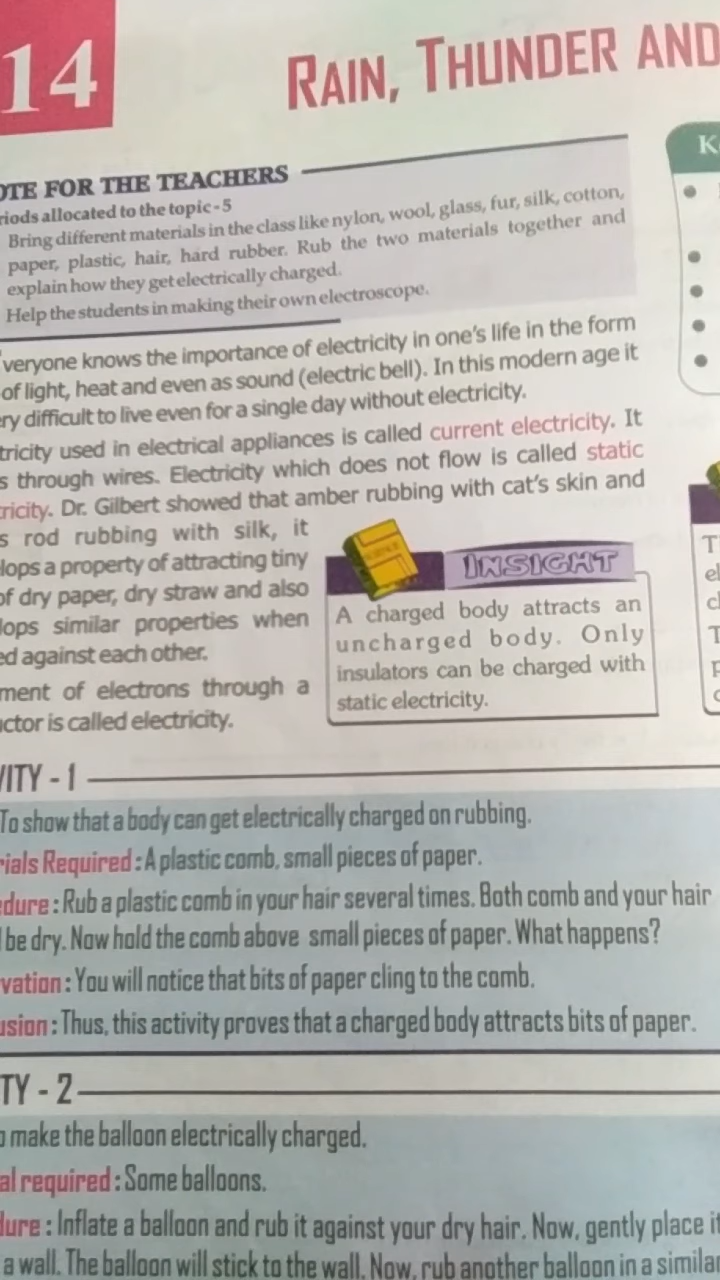 14
RAIN, THUNDER AND
OTE FOR THE TEACHERS
riods allocated to the topic - 5
Bring different materials in the class like nylon, wool, glass, fur, silk, cotton,
paper, plastic, hair, hard rubber. Rub the two materials together and
explain how they get electrically charged.
Help the students in making their own electroscope.
K
veryone knows the importance of electricity in one's life in the form
of light, heat and even as sound (electric bell). In this modern age it
ry difficult to live even for a single day without electricity.
tricity used in electrical appliances is called current electricity. It
s through wires. Electricity which does not flow is called static
ricity. Dr. Gilbert showed that amber rubbing with cat's skin and
s rod rubbing with silk, it
lops a property of attracting tiny
of dry paper, dry straw and also
lops similar properties when
ed against each other.
ment of electrons through a
uctor is called electricity.
INSIGHT
A charged body attracts an
uncharged body. Only
insulators can be charged with
static electricity.
T
el
cl
T
p
c
VITY - 1
To show that a body can get electrically charged on rubbing.
rials Required : A plastic comb, small pieces of paper.
edure : Rub a plastic comb in your hair several times. Both comb and your hair
be dry. Now hold the comb above small pieces of paper. What happens?
vation : You will notice that bits of paper cling to the comb.
usion : Thus, this activity proves that a charged body attracts bits of paper.
TY - 2
o make the balloon electrically charged.
al required : Some balloons.
dure : Inflate a balloon and rub it against your dry hair. Now, gently place it
a wall. The balloon will stick to the wall. Now, rub another balloon in a similar